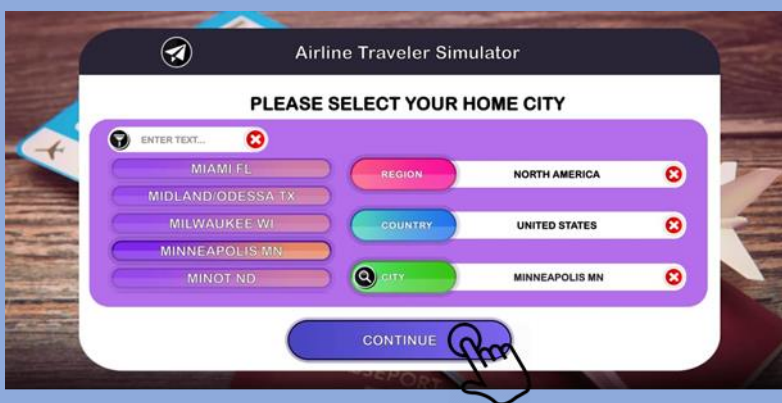 Airline Traveler Simulator
PLEASE SELECT YOUR HOME CITY
ENTER TEXT...
MIAMI FL
MIDLAND/ODESSA TX
MILWAUKEE WI
MINNEAPOLIS MN
MINOT ND
REGION NORTH AMERICA
COUNTRY UNITED STATES
CITY MINNEAPOLIS MN
CONTINUE